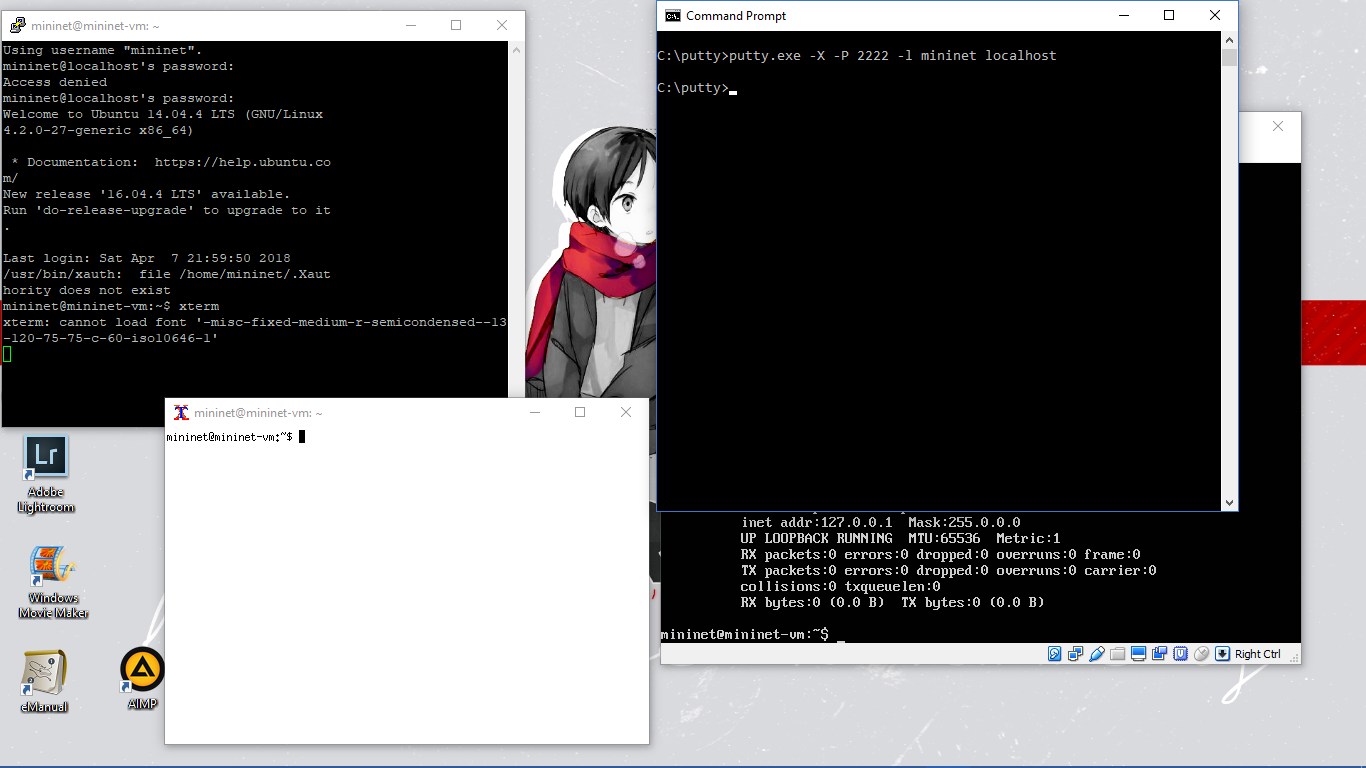 mininet@mininet-vm: ~
Using username "mininet".
mininet@localhost's password:
Access denied
mininet@localhost's password:
Welcome to Ubuntu 14.04.4 LTS (GNU/Linux
4.2.0-27-generic x86_64)
* Documentation:  https://help.ubuntu.co
m/
New release '16.04.4 LTS' available.
Run 'do-release-upgrade' to upgrade to it
.
Last login: Sat Apr  7 21:59:50 2018
/usr/bin/xauth:  file /home/mininet/.Xaut
hority does not exist
mininet@mininet-vm:~$ xterm
xterm: cannot load font '-misc-fixed-medium-r-semicondensed--13
-120-75-75-c-60-iso10646-1'
Command Prompt
C:\putty>putty.exe -X -P 2222 -l mininet localhost
C:\putty>
mininet@mininet-vm: ~
mininet@mininet-vm:~$
inet addr:127.0.0.1  Mask:255.0.0.0
UP LOOPBACK RUNNING  MTU:65536  Metric:1
RX packets:0 errors:0 dropped:0 overruns:0 frame:0
TX packets:0 errors:0 dropped:0 overruns:0 carrier:0
collisions:0 txqueuelen:0
RX bytes:0 (0.0 B)  TX bytes:0 (0.0 B)
mininet@mininet-vm:~$ _
Right Ctrl
Lr
Adobe
Lightroom
Windows
Movie Maker
eManual
AIMP